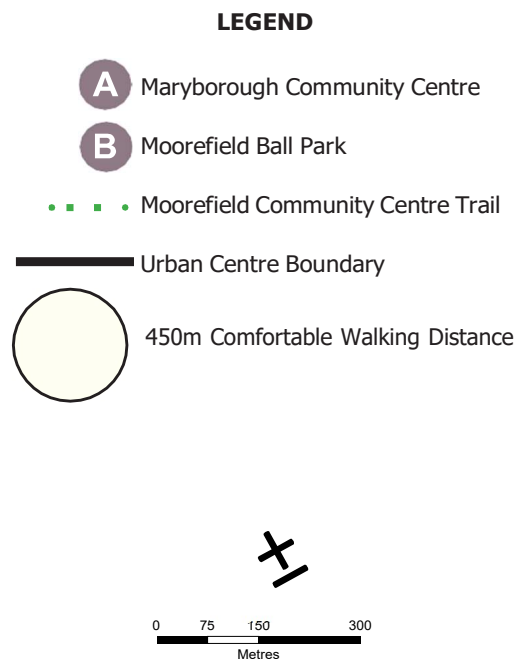 LEGEND
A Maryborough Community Centre
B Moorefield Ball Park
Moorefield Community Centre Trail
Urban Centre Boundary
450m Comfortable Walking Distance
0 75 150 300
Metres